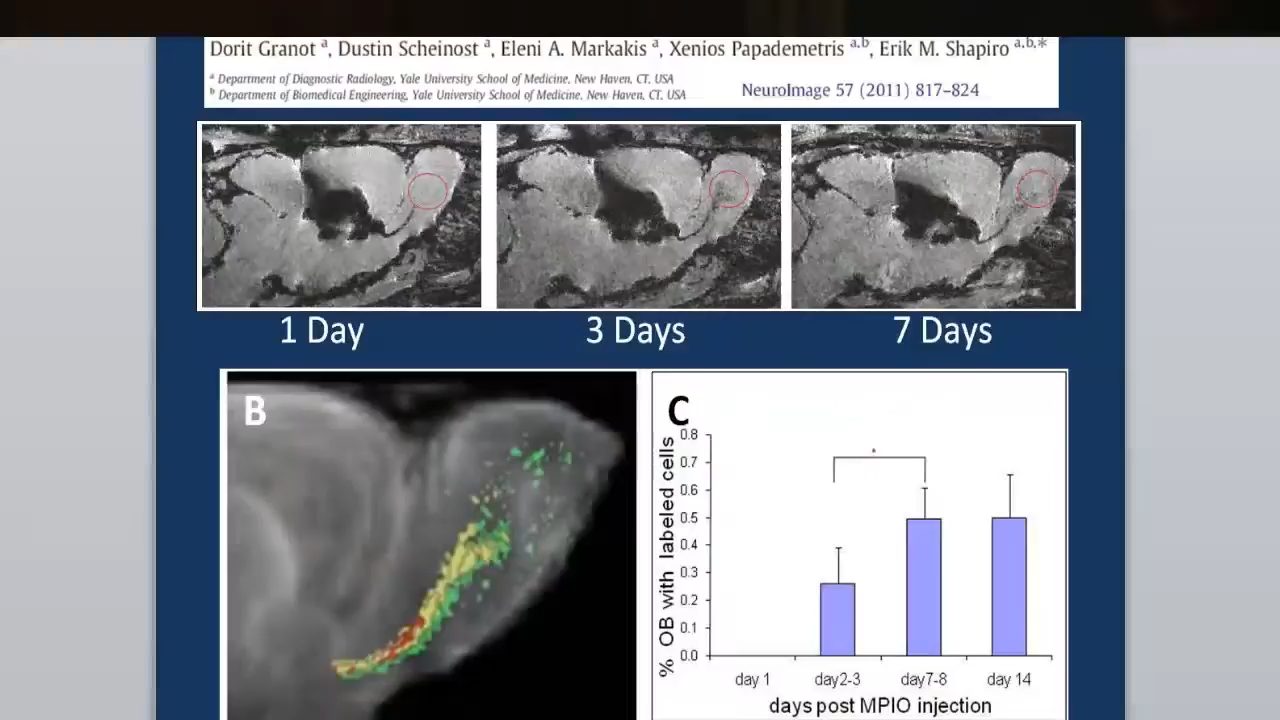 Dorit Granot a, Dustin Scheinost a, Eleni A. Markakis a, Xenios Papademetris a,b, Erik M. Shapiro a,b,*
a Department of Diagnostic Radiology, Yale University School of Medicine, New Haven, CT, USA
b Department of Biomedical Engineering, Yale University School of Medicine, New Haven, CT, USA
NeuroImage 57 (2011) 817–824
1 Day
3 Days
7 Days
B
C
% OB with labeled cells
0.8
0.7
0.6
0.5
0.4
0.3
0.2
0.1
0.0
*
day 1
day2-3
day7-8
day 14
days post MPIO injection